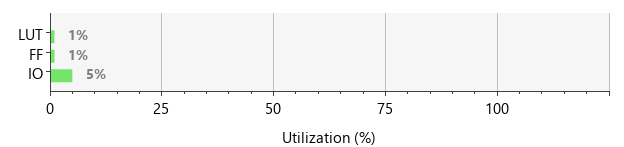 LUT 1%
FF 1%
IO 5%
0 25 50 75 100
Utilization (%)